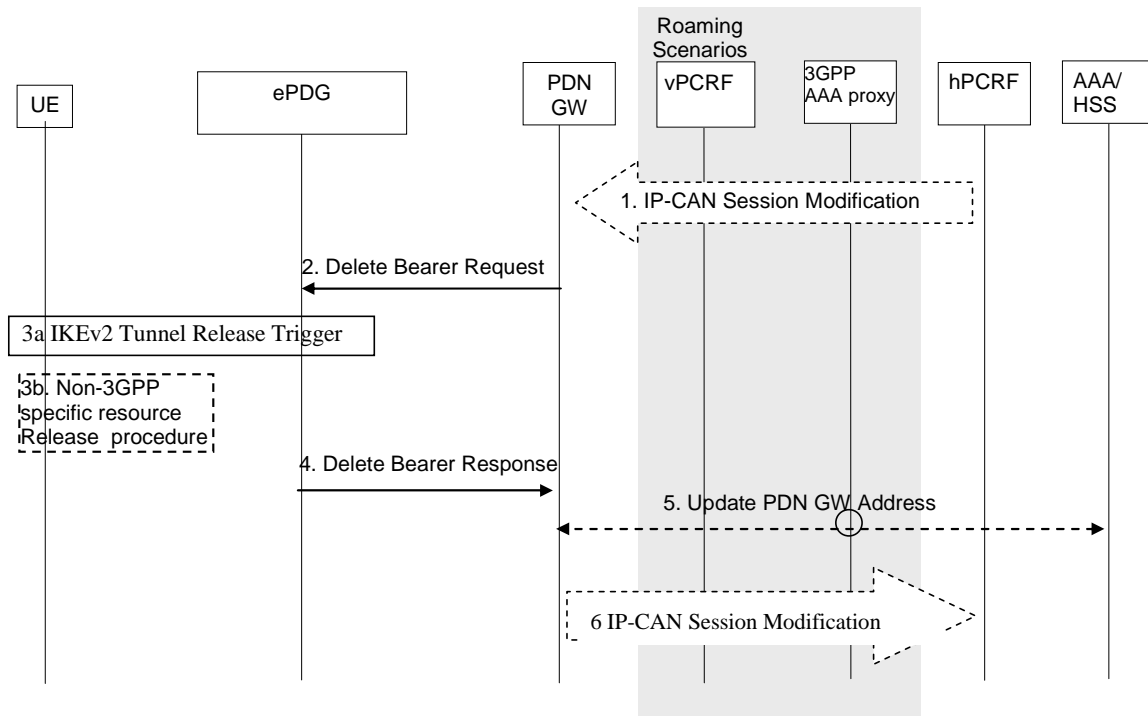 Roaming
Scenarios
UE
ePDG
PDN
GW
vPCRF
3GPP
AAA proxy
hPCRF
AAA/
HSS
1. IP-CAN Session Modification
2. Delete Bearer Request
3a IKEv2 Tunnel Release Trigger
3b. Non-3GPP
specific resource
Release procedure
4. Delete Bearer Response
5. Update PDN GW Address
6 IP-CAN Session Modification